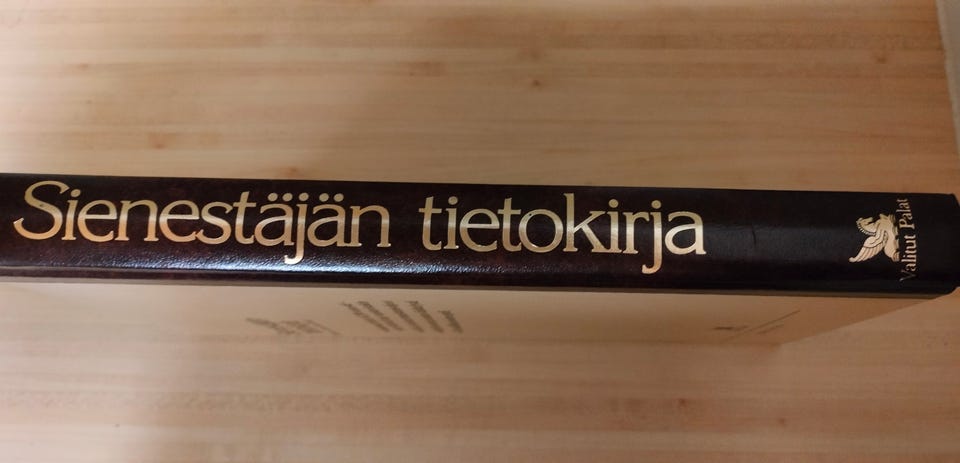 Sienestäjän tietokirja
Valitut Palat